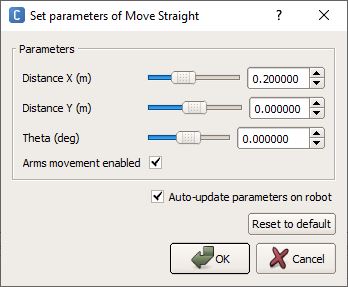 Set parameters of Move Straight
Parameters
Distance X (m) 0.200000
Distance Y (m) 0.000000
Theta (deg) 0.000000
Arms movement enabled
Auto-update parameters on robot
Reset to default
OK Cancel